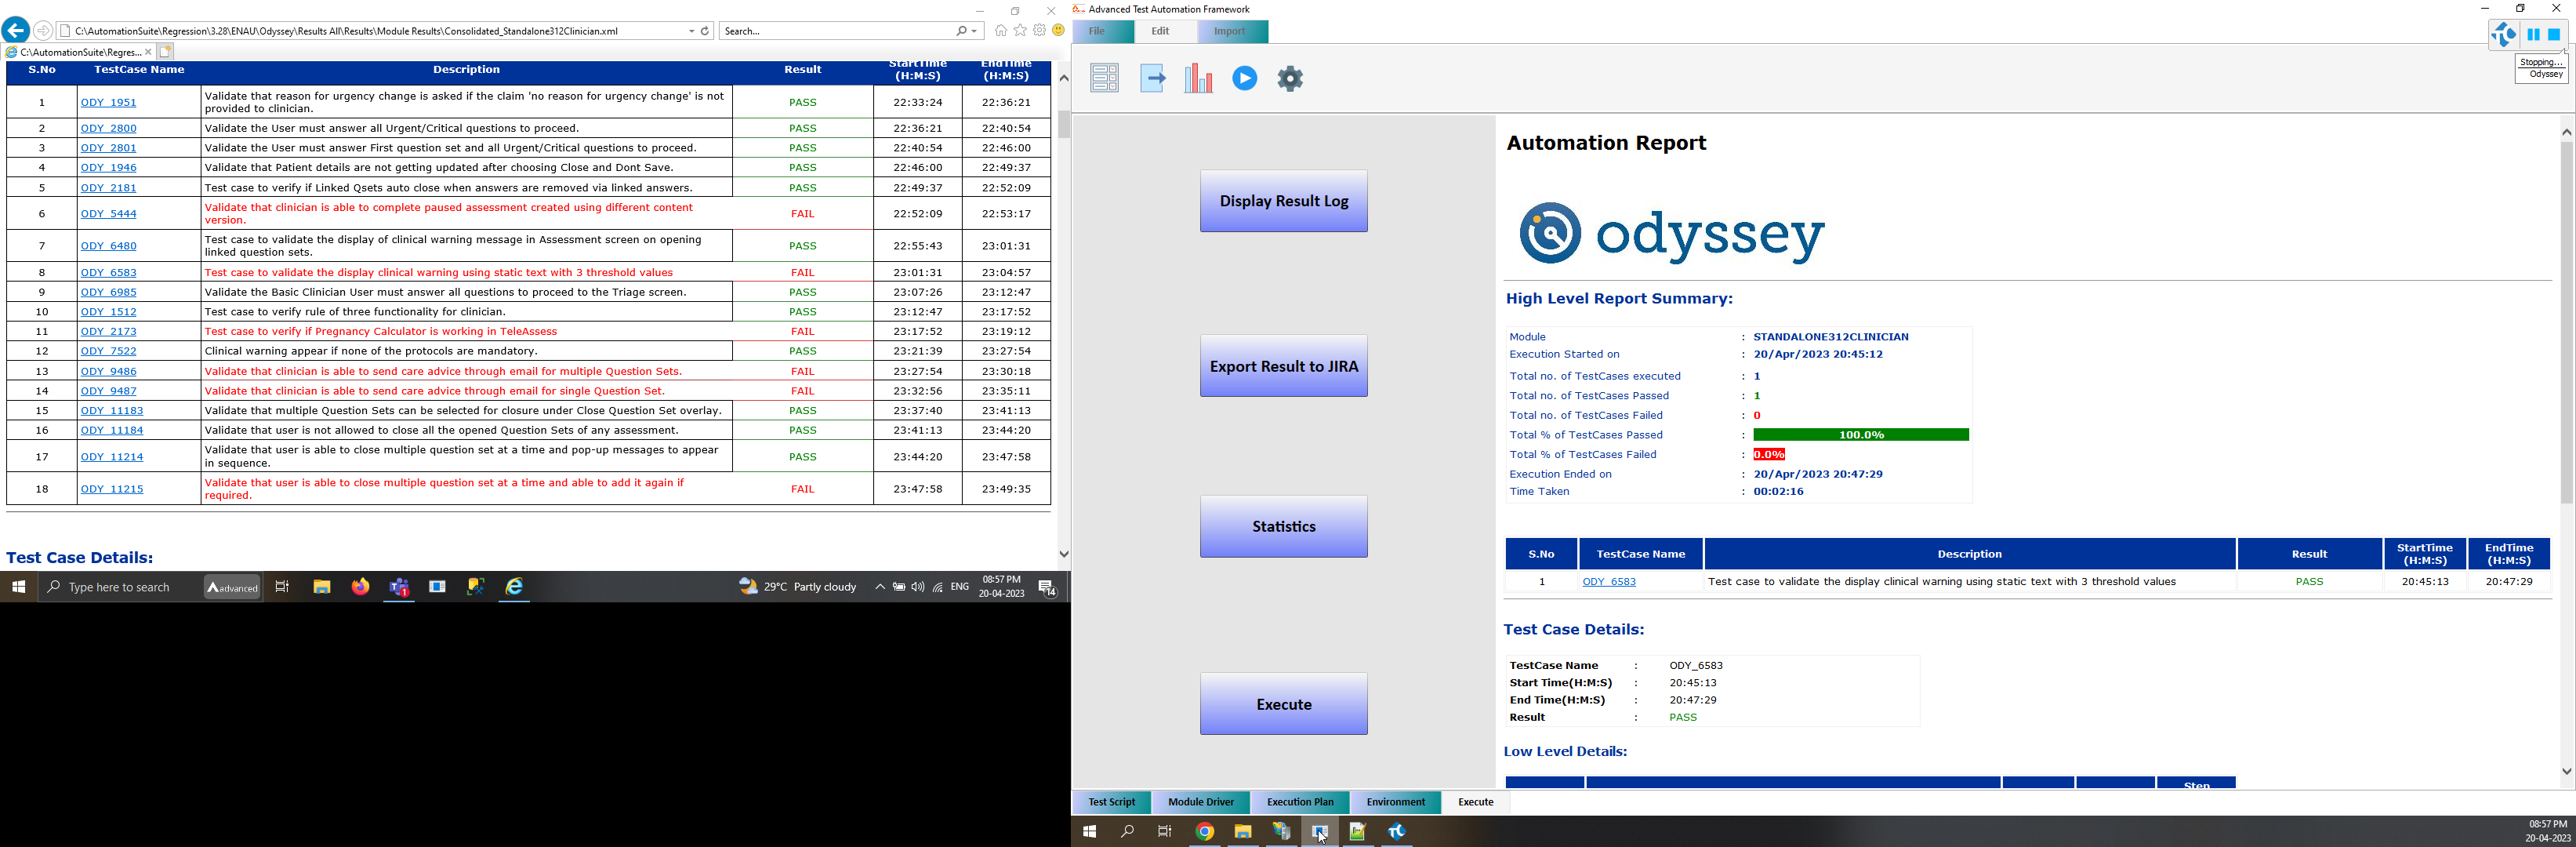 C:\AutomationSuite\Regression\3.28\ENAU\Odyssey\Results All\Results\Module Results\Consolidated_Standalone312Clinician.xml
Search...
C:\AutomationSuite\Regres...
S.No TestCase Name Description Result StartTime (H:M:S) EndTime (H:M:S)
1 ODY_1951 Validate that reason for urgency change is asked if the claim 'no reason for urgency change' is not provided to clinician. PASS 22:33:24 22:36:21
2 ODY_2800 Validate the User must answer all Urgent/Critical questions to proceed. PASS 22:36:21 22:40:54
3 ODY_2801 Validate the User must answer First question set and all Urgent/Critical questions to proceed. PASS 22:40:54 22:46:00
4 ODY_1946 Validate that Patient details are not getting updated after choosing Close and Dont Save. PASS 22:46:00 22:49:37
5 ODY_2181 Test case to verify if Linked Qsets auto close when answers are removed via linked answers. PASS 22:49:37 22:52:09
6 ODY_5444 Validate that clinician is able to complete paused assessment created using different content version. FAIL 22:52:09 22:53:17
7 ODY_6480 Test case to validate the display of clinical warning message in Assessment screen on opening linked question sets. PASS 22:55:43 23:01:31
8 ODY_6583 Test case to validate the display clinical warning using static text with 3 threshold values FAIL 23:01:31 23:04:57
9 ODY_6985 Validate the Basic Clinician User must answer all questions to proceed to the Triage screen. PASS 23:07:26 23:12:47
10 ODY_1512 Test case to verify rule of three functionality for clinician. PASS 23:12:47 23:17:52
11 ODY_2173 Test case to verify if Pregnancy Calculator is working in TeleAssess FAIL 23:17:52 23:19:12
12 ODY_7522 Clinical warning appear if none of the protocols are mandatory. PASS 23:21:39 23:27:54
13 ODY_9486 Validate that clinician is able to send care advice through email for multiple Question Sets. FAIL 23:27:54 23:30:18
14 ODY_9487 Validate that clinician is able to send care advice through email for single Question Set. FAIL 23:32:56 23:35:11
15 ODY_11183 Validate that multiple Question Sets can be selected for closure under Close Question Set overlay. PASS 23:37:40 23:41:13
16 ODY_11184 Validate that user is not allowed to close all the opened Question Sets of any assessment. PASS 23:41:13 23:44:20
17 ODY_11214 Validate that user is able to close multiple question set at a time and pop-up messages to appear in sequence. PASS 23:44:20 23:47:58
18 ODY_11215 Validate that user is able to close multiple question set at a time and able to add it again if required. FAIL 23:47:58 23:49:35
Test Case Details:
Type here to search
advanced
1
29°C Partly cloudy
ENG
08:57 PM
20-04-2023
14
Advanced Test Automation Framework
File Edit Import
Stopping...
Odyssey
Display Result Log
Export Result to JIRA
Statistics
Execute
Automation Report
odyssey
High Level Report Summary:
Module : STANDALONE312CLINICIAN
Execution Started on : 20/Apr/2023 20:45:12
Total no. of TestCases executed : 1
Total no. of TestCases Passed : 1
Total no. of TestCases Failed : 0
Total % of TestCases Passed : 100.0%
Total % of TestCases Failed : 0.0%
Execution Ended on : 20/Apr/2023 20:47:29
Time Taken : 00:02:16
S.No TestCase Name Description Result StartTime (H:M:S) EndTime (H:M:S)
1 ODY_6583 Test case to validate the display clinical warning using static text with 3 threshold values PASS 20:45:13 20:47:29
Test Case Details:
TestCase Name : ODY_6583
Start Time(H:M:S) : 20:45:13
End Time(H:M:S) : 20:47:29
Result : PASS
Low Level Details:
Step
Test Script Module Driver Execution Plan Environment Execute
08:57 PM
20-04-2023